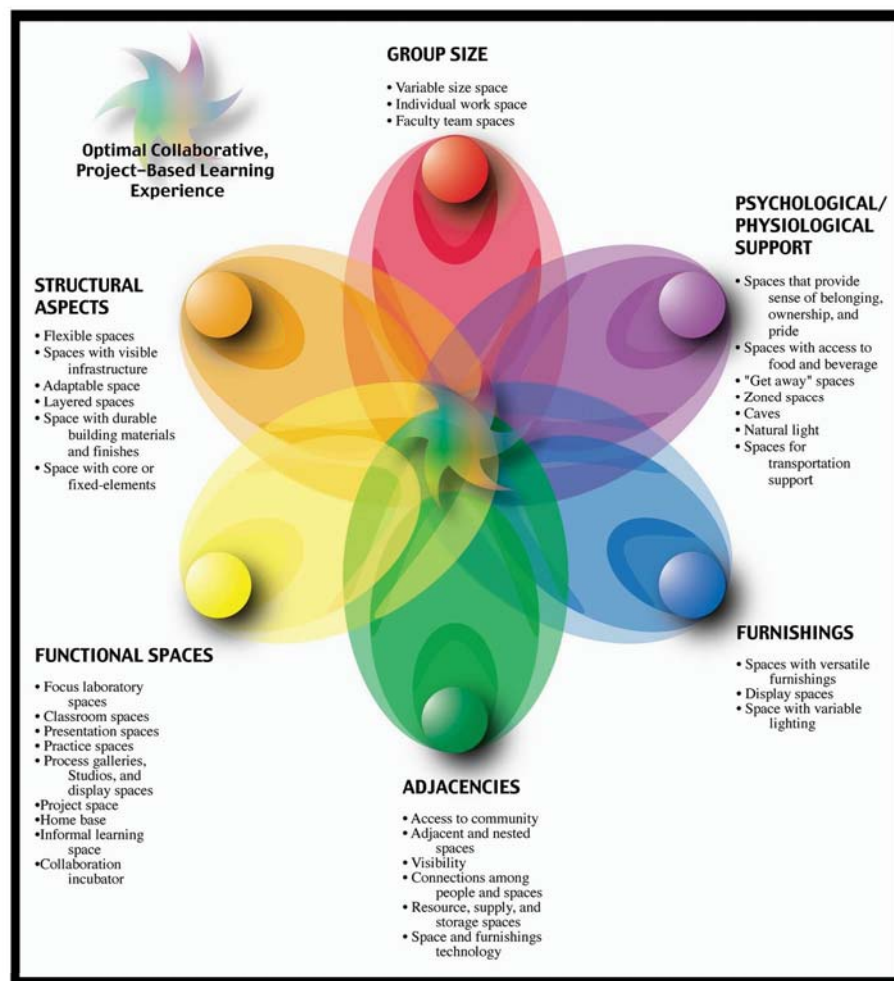 GROUP SIZE
• Variable size space
• Individual work space
• Faculty team spaces
Optimal Collaborative,
Project-Based Learning
Experience
PSYCHOLOGICAL/
PHYSIOLOGICAL
SUPPORT
• Spaces that provide
sense of belonging,
ownership, and
pride
• Spaces with access to
food and beverage
• "Get away" spaces
• Zoned spaces
• Caves
• Natural light
• Spaces for
transportation
support
STRUCTURAL
ASPECTS
• Flexible spaces
• Spaces with visible
infrastructure
• Adaptable space
• Layered spaces
• Space with durable
building materials
and finishes
• Space with core or
fixed-elements
FURNISHINGS
• Spaces with versatile
furnishings
• Display spaces
• Space with variable
lighting
FUNCTIONAL SPACES
• Focus laboratory
spaces
• Classroom spaces
• Presentation spaces
• Practice spaces
• Process galleries,
Studios, and
display spaces
•Project space
•Home base
•Informal learning
space
•Collaboration
incubator
ADJACENCIES
• Access to community
• Adjacent and nested
spaces
• Visibility
• Connections among
people and spaces
• Resource, supply, and
storage spaces
• Space and furnishings
technology